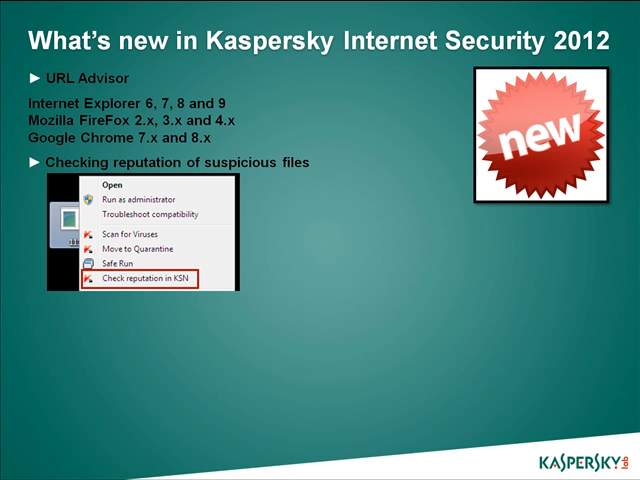 What's new in Kaspersky Internet Security 2012
► URL Advisor
Internet Explorer 6, 7, 8 and 9
Mozilla FireFox 2.x, 3.x and 4.x
Google Chrome 7.x and 8.x
► Checking reputation of suspicious files
new
Open
Run as administrator
Troubleshoot compatibility
Scan for Viruses
Move to Quarantine
Safe Run
Check reputation in KSN
KASPERSKY lab